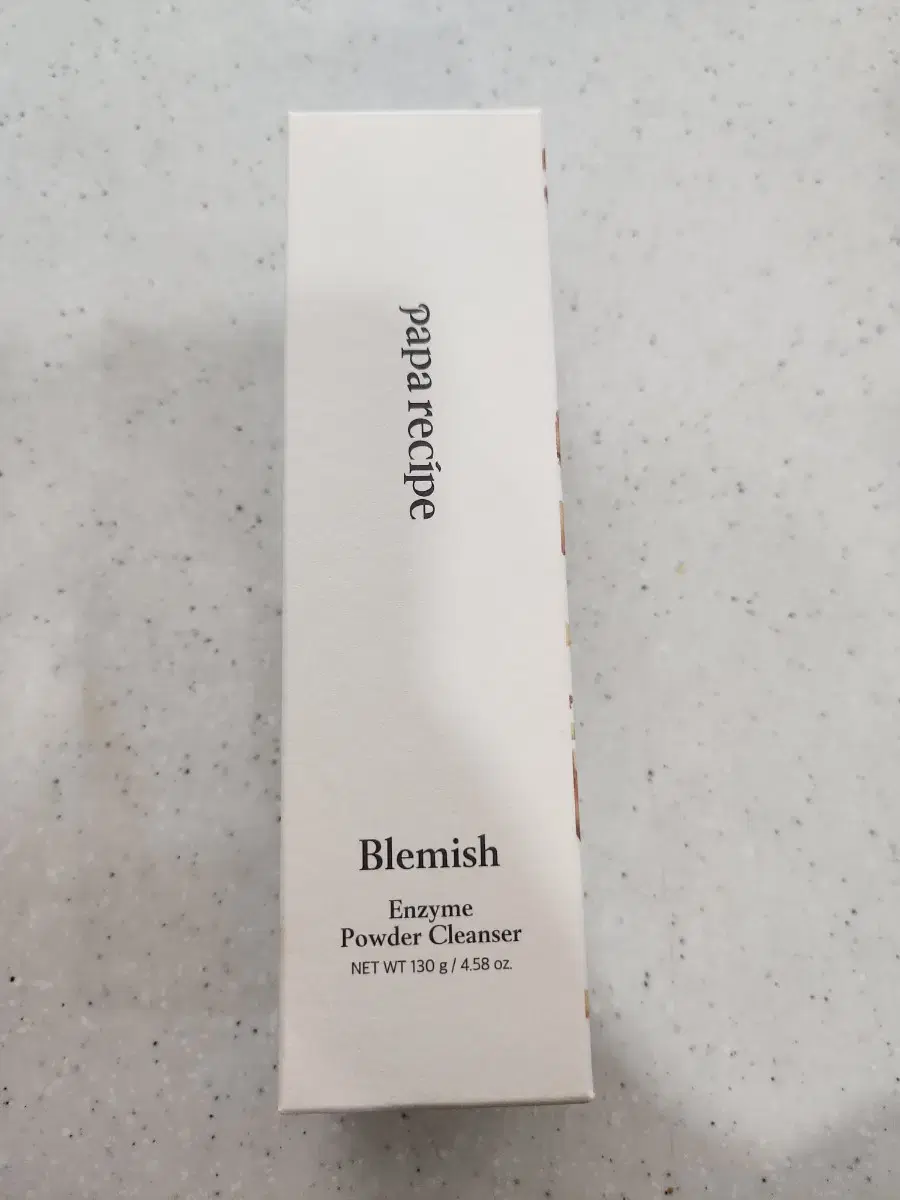 papa recipe
Blemish
Enzyme
Powder Cleanser
NET WT 130 g / 4.58 oz.